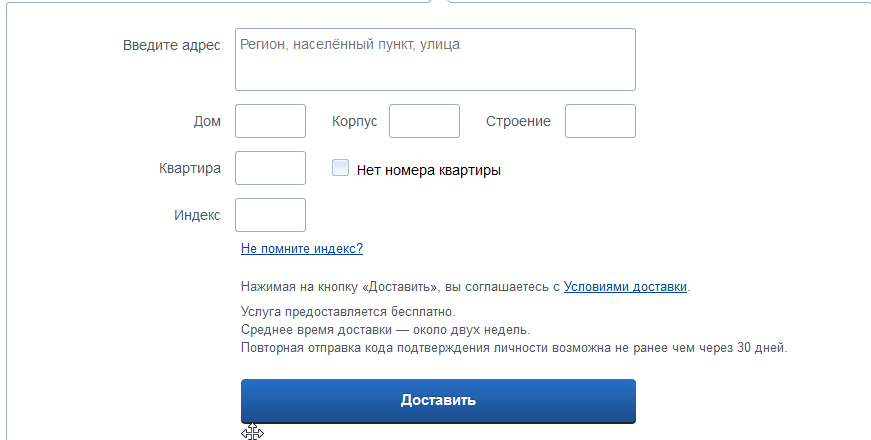 Введите адрес
Регион, населённый пункт, улица
Дом Корпус Строение
Квартира Нет номера квартиры
Индекс
Не помните индекс?
Нажимая на кнопку «Доставить», вы соглашаетесь с Условиями доставки.
Услуга предоставляется бесплатно.
Среднее время доставки — около двух недель.
Повторная отправка кода подтверждения личности возможна не ранее чем через 30 дней.
Доставить